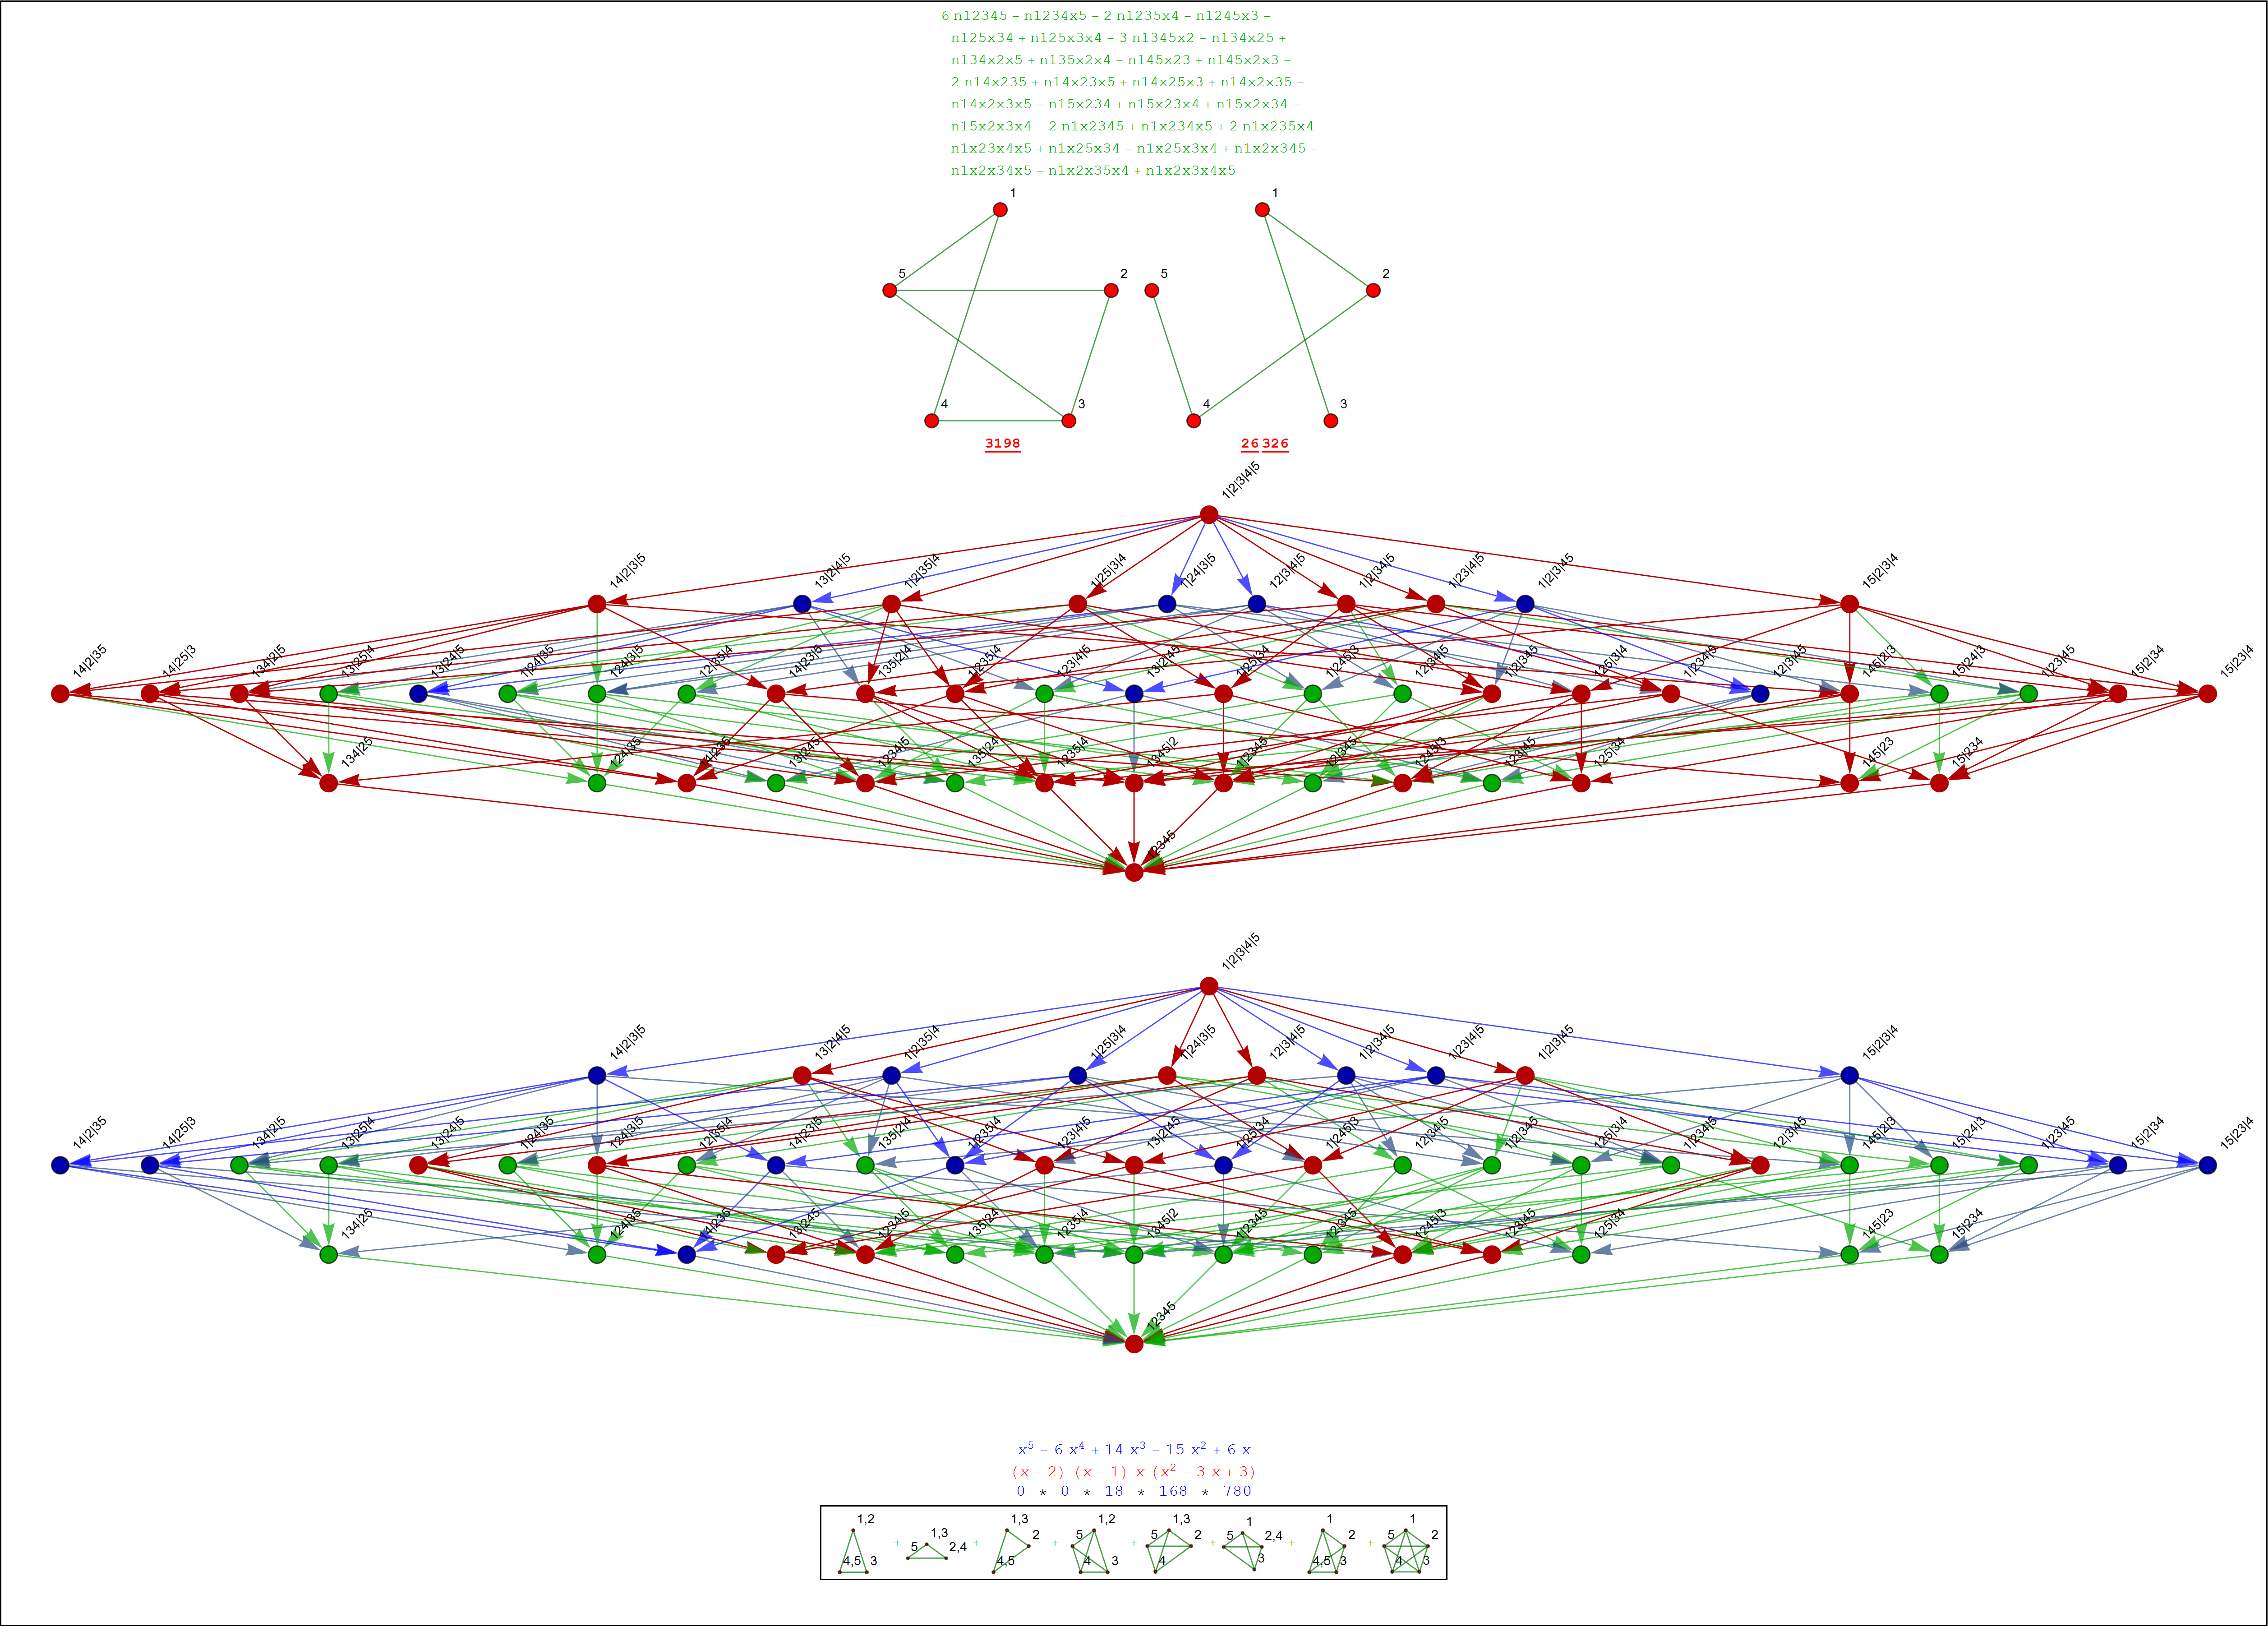 6 n12345 – n1234x5 – 2 n1235x4 – n1245x3 –
n125x34 + n125x3x4 – 3 n1345x2 – n134x25 +
n134x2x5 + n135x2x4 – n145x23 + n145x2x3 –
2 n14x235 + n14x23x5 + n14x25x3 + n14x2x35 –
n14x2x3x5 – n15x234 + n15x23x4 + n15x2x34 –
n15x2x3x4 – 2 n1x2345 + n1x234x5 + 2 n1x235x4 –
n1x23x4x5 + n1x25x34 – n1x25x3x4 + n1x2x345 –
n1x2x34x5 – n1x2x35x4 + n1x2x3x4x5
1 1
5 2 5 2
4 3 4 3
3198 26326
1|2|3|4|5
14|2|3|5 13|2|4|5 1|2|35|4 1|25|3|4 1|24|3|5 12|3|4|5 1|2|34|5 1|23|4|5 1|2|3|45 15|2|3|4
14|2|35 14|25|3 134|2|5 13|25|4 13|24|5 1|24|35 124|3|5 12|35|4 14|23|5 135|2|4 1|235|4 123|4|5 13|2|45 1|25|34 1|245|3 12|34|5 1|2|345 125|3|4 1|234|5 12|3|45 145|2|3 15|24|3 1|23|45 15|2|34 15|23|4
134|25 124|35 14|235 13|245 1234|5 135|24 1235|4 1345|2 1|2345 12|345 1245|3 123|45 125|34 145|23 15|234
12345
1|2|3|4|5
14|2|3|5 13|2|4|5 1|2|35|4 1|25|3|4 1|24|3|5 12|3|4|5 1|2|34|5 1|23|4|5 1|2|3|45 15|2|3|4
14|2|35 14|25|3 134|2|5 13|25|4 13|24|5 1|24|35 124|3|5 12|35|4 14|23|5 135|2|4 1|235|4 123|4|5 13|2|45 1|25|34 1|245|3 12|34|5 1|2|345 125|3|4 1|234|5 12|3|45 145|2|3 15|24|3 1|23|45 15|2|34 15|23|4
134|25 124|35 14|235 13|245 1234|5 135|24 1235|4 1345|2 1|2345 12|345 1245|3 123|45 125|34 145|23 15|234
12345
x⁵ – 6 x⁴ + 14 x³ – 15 x² + 6 x
(x – 2) (x – 1) x (x² – 3 x + 3)
0 * 0 * 18 * 168 * 780
1,2 4,5 3 + 1,3 5 2,4 + 1,3 2 4,5 + 1,2 5 4 3 + 1,3 5 2 4 + 1 5 2,4 3 + 1 2 4,5 3 + 1 5 2 4 3